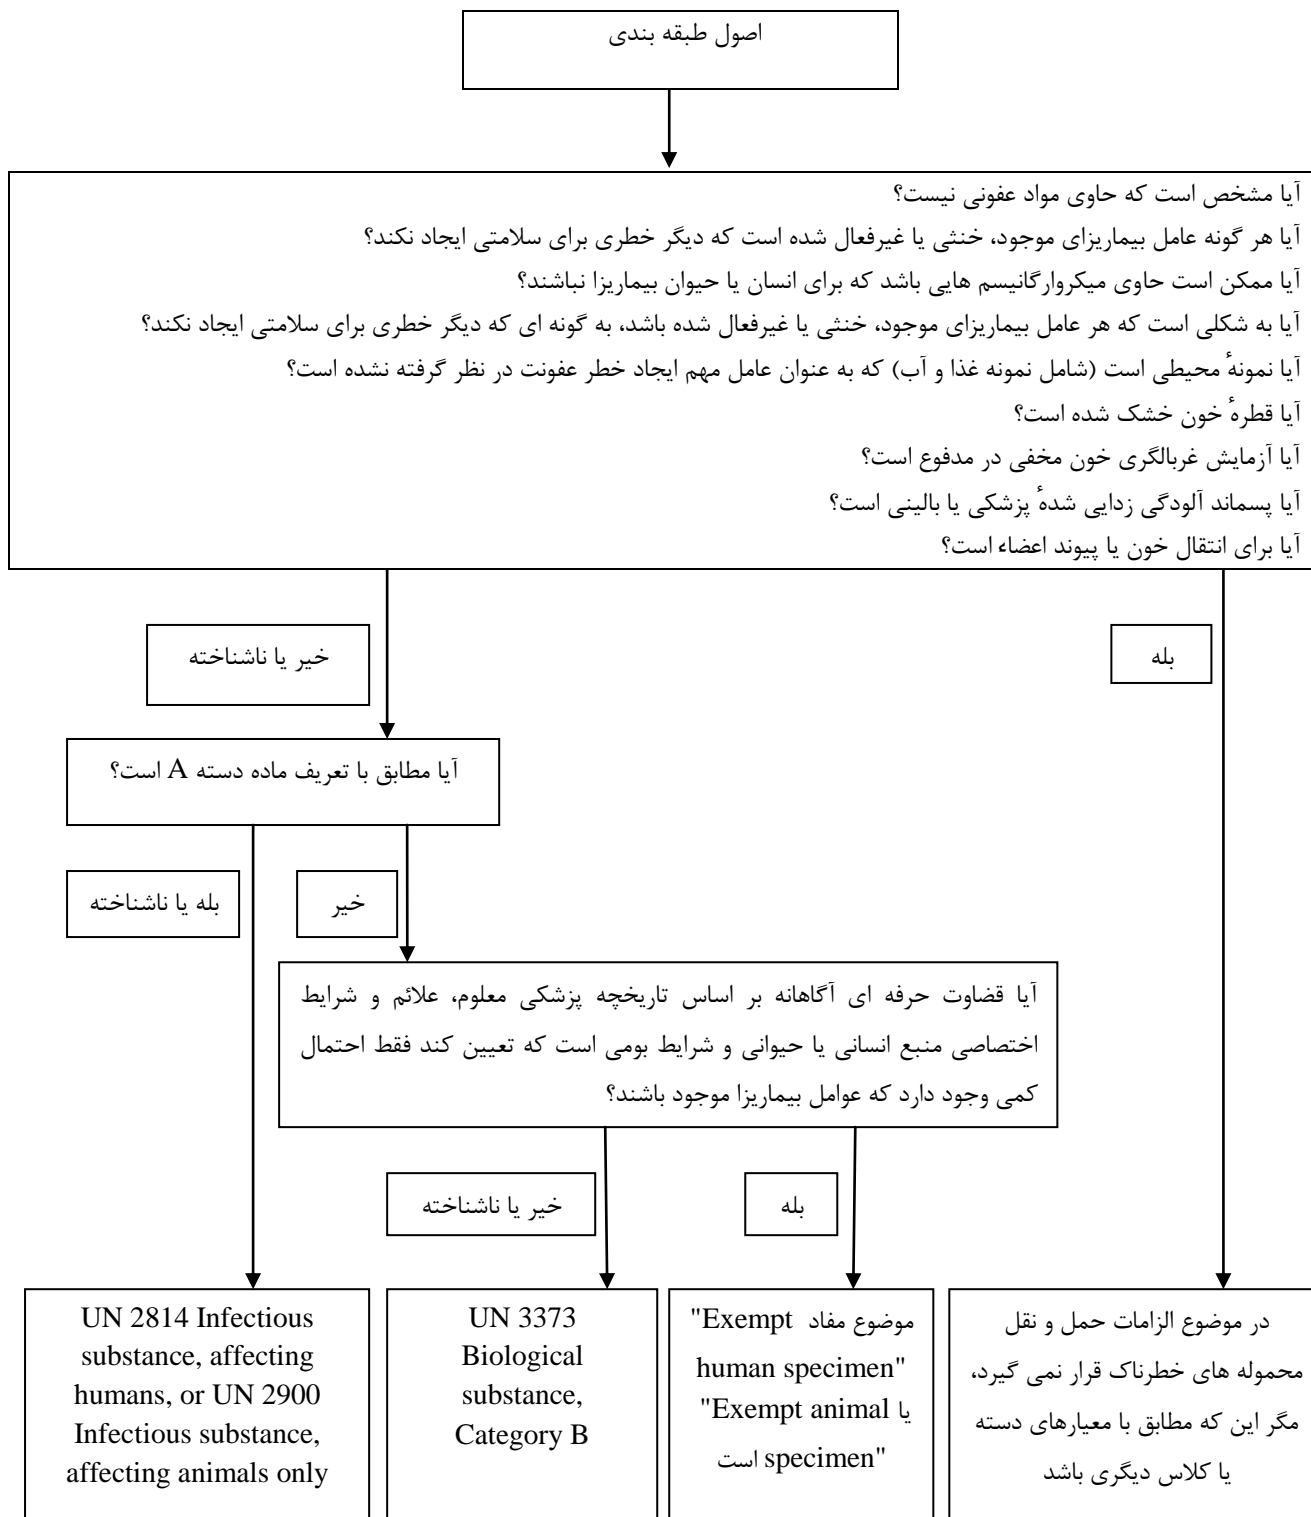 اصول طبقه بندی
آیا مشخص است که حاوی مواد عفونی نیست؟
آیا هر گونه عامل بیماریزای موجود، خنثی یا غیرفعال شده است که دیگر خطری برای سلامتی ایجاد نکند؟
آیا ممکن است حاوی میکروارگانیسم هایی باشد که برای انسان یا حیوان بیماریزا نباشند؟
آیا به شکلی است که هر عامل بیماریزای موجود، خنثی یا غیرفعال شده باشد، به گونه ای که دیگر خطری برای سلامتی ایجاد نکند؟
آیا نمونهٔ محیطی است (شامل نمونه غذا و آب) که به عنوان عامل مهم ایجاد خطر عفونت در نظر گرفته نشده است؟
آیا قطرهٔ خون خشک شده است؟
آیا آزمایش غربالگری خون مخفی در مدفوع است؟
آیا پسماند آلودگی زدایی شدهٔ پزشکی یا بالینی است؟
آیا برای انتقال خون یا پیوند اعضاء است؟
بله
خیر یا ناشناخته
آیا مطابق با تعریف ماده دسته A است؟
خیر
بله یا ناشناخته
آیا قضاوت حرفه ای آگاهانه بر اساس تاریخچه پزشکی معلوم، علائم و شرایط
اختصاصی منبع انسانی یا حیوانی و شرایط بومی است که تعیین کند فقط احتمال
کمی وجود دارد که عوامل بیماریزا موجود باشند؟
بله
خیر یا ناشناخته
در موضوع الزامات حمل و نقل
محموله های خطرناک قرار نمی گیرد،
مگر این که مطابق با معیارهای دسته
یا کلاس دیگری باشد
موضوع مفاد "Exempt
human specimen"
یا "Exempt animal
specimen" است
UN 3373
Biological
substance,
Category B
UN 2814 Infectious
substance, affecting
humans, or UN 2900
Infectious substance,
affecting animals only